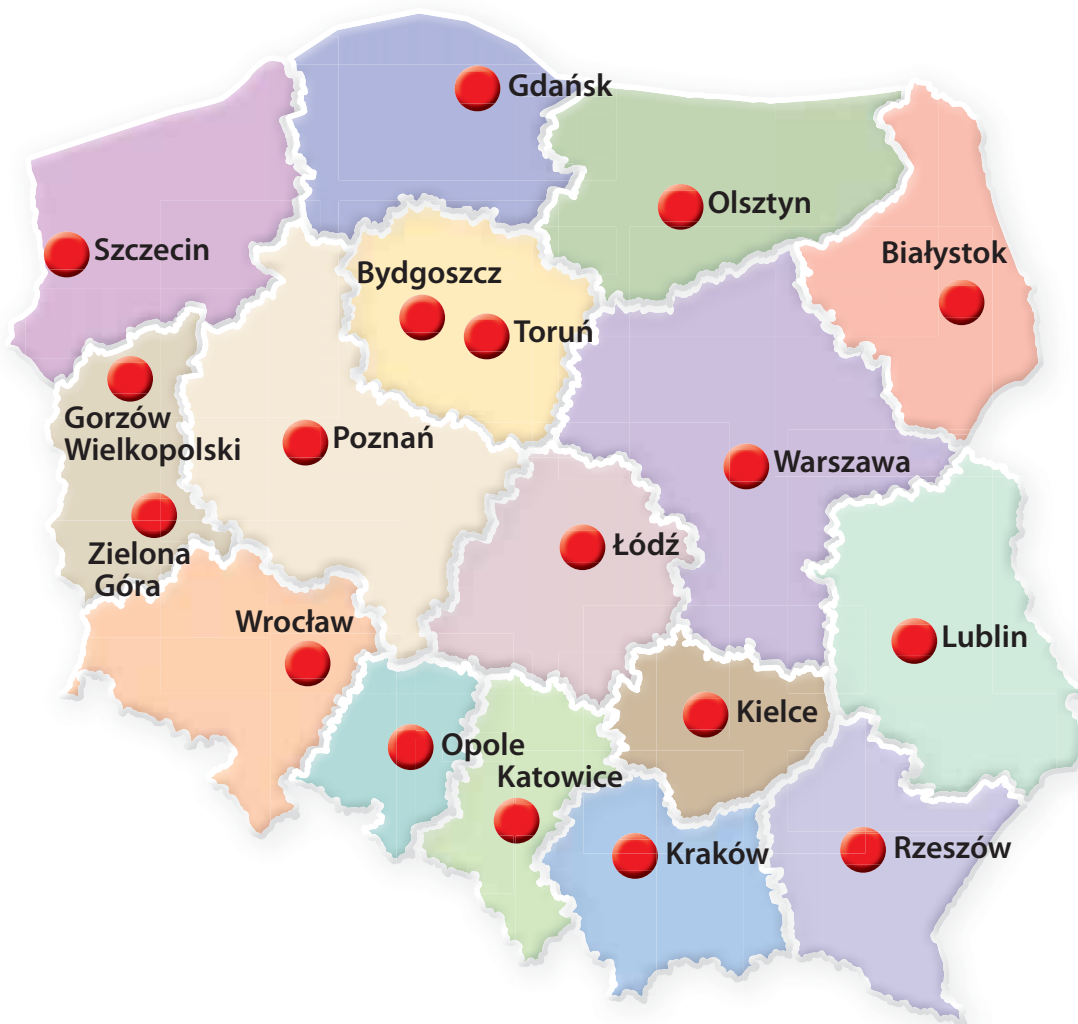 Gdańsk
Olsztyn
Szczecin
Białystok
Bydgoszcz
Toruń
Gorzów
Wielkopolski
Poznań
Warszawa
Zielona
Góra
Łódź
Wrocław
Lublin
Kielce
Opole
Katowice
Kraków
Rzeszów